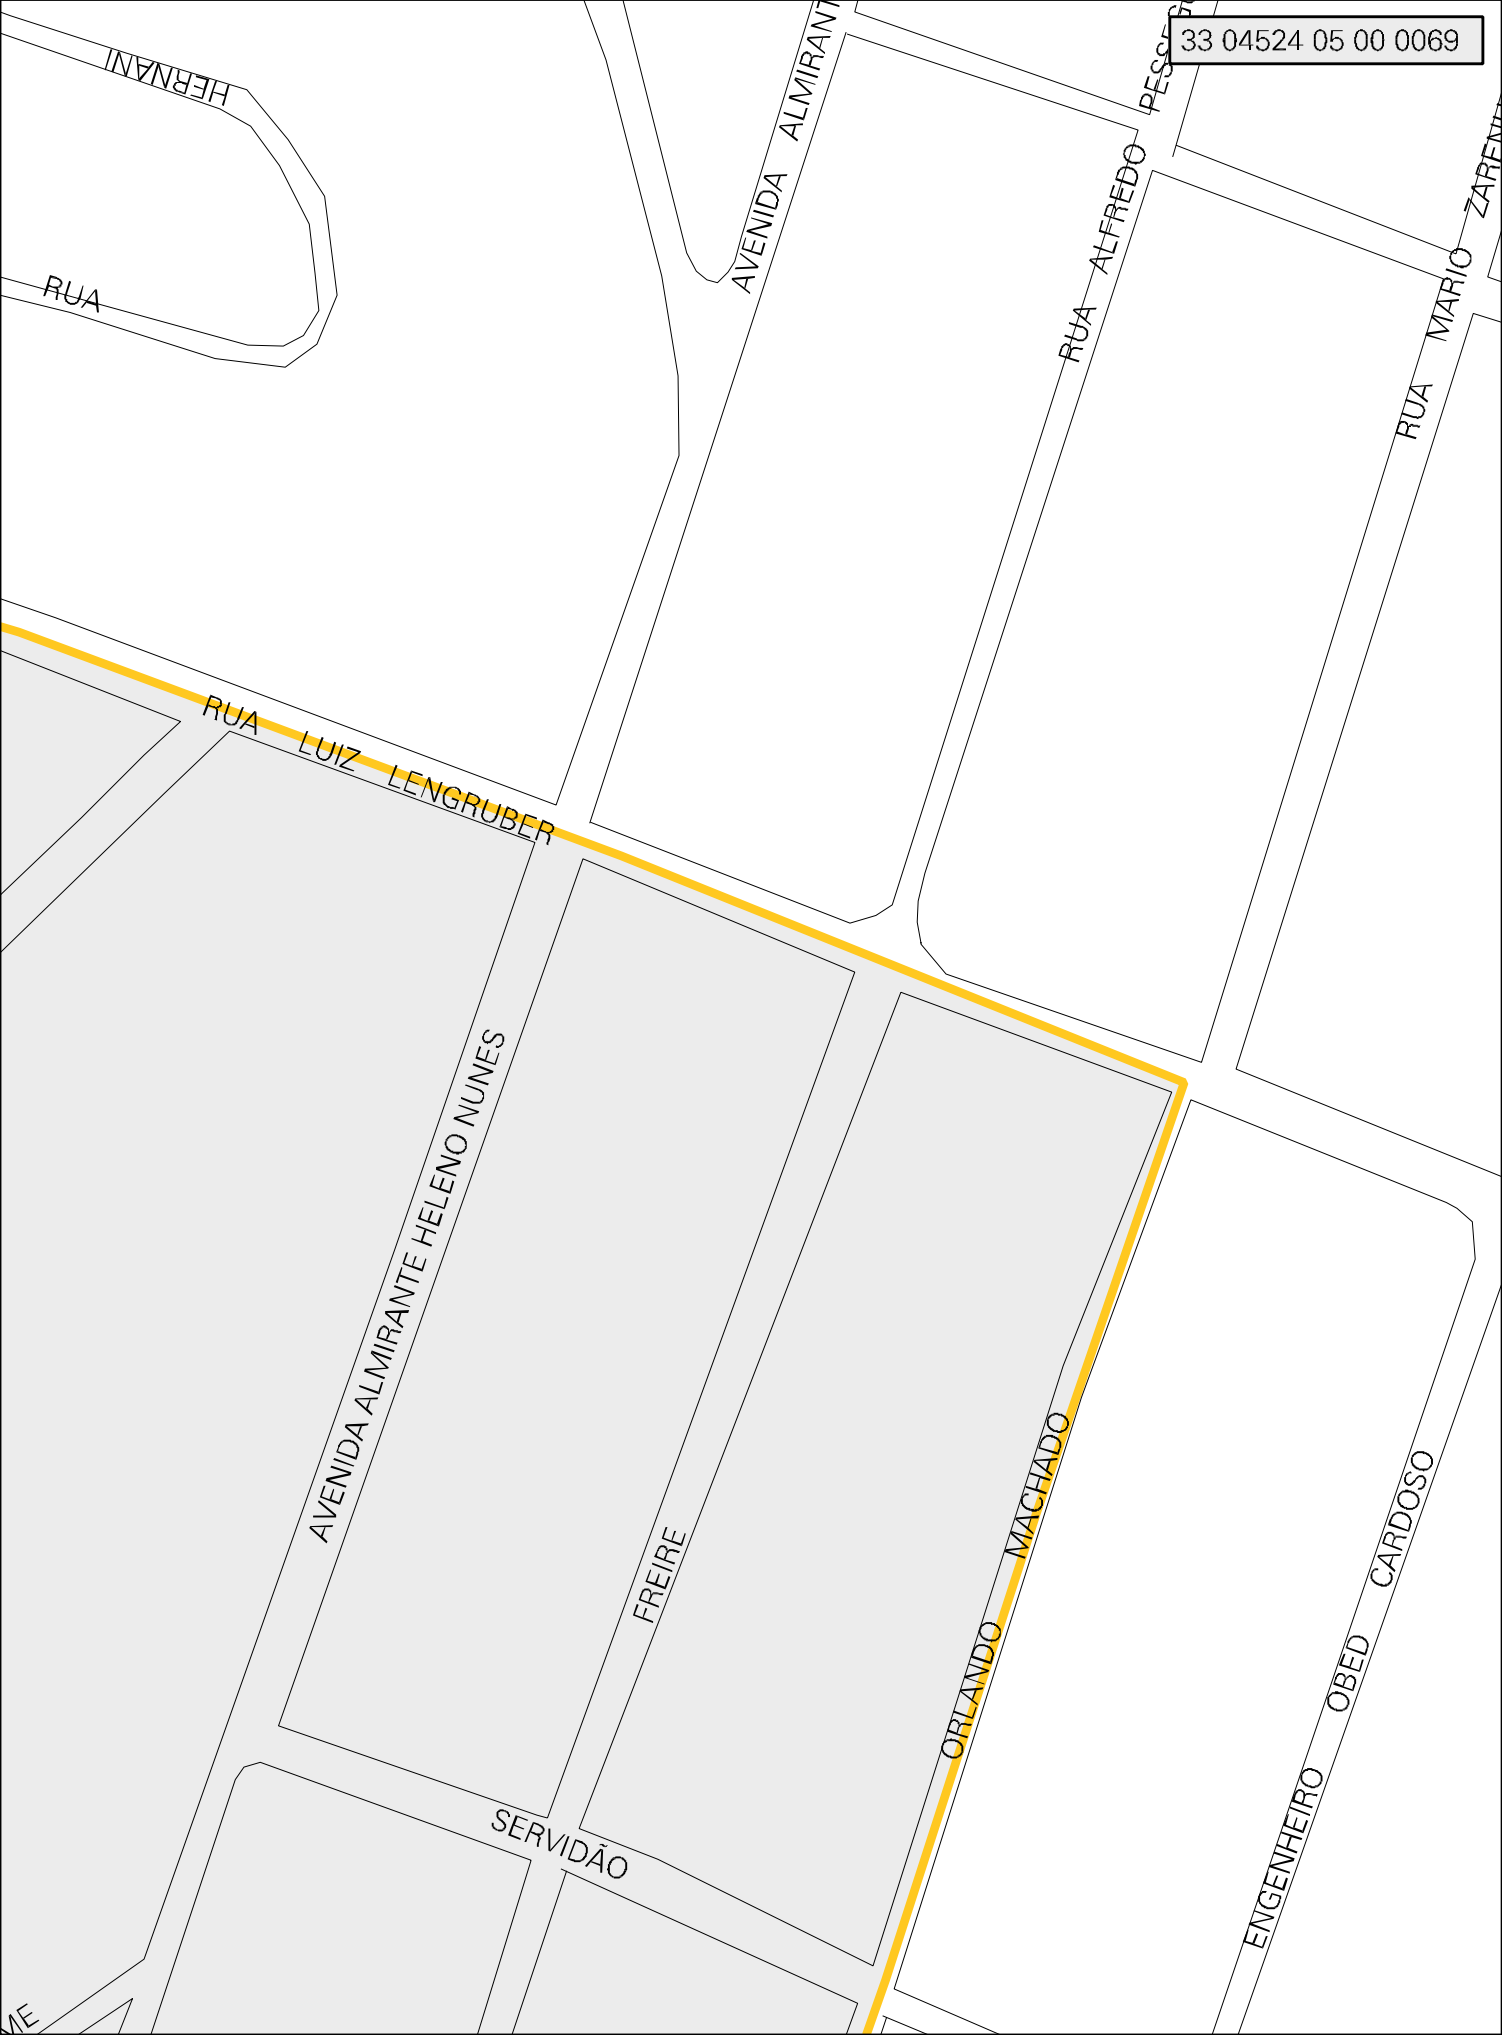 33 04524 05 00 0069
HERNANI
RUA
AVENIDA ALMIRANT
RUA ALFREDO
RUA MARIO
RUA LUIZ LENGRUBER
AVENIDA ALMIRANTE HELENO NUNES
FREIRE
ORLANDO MACHADO
ENGENHEIRO OBED CARDOSO
SERVIDÃO
ME